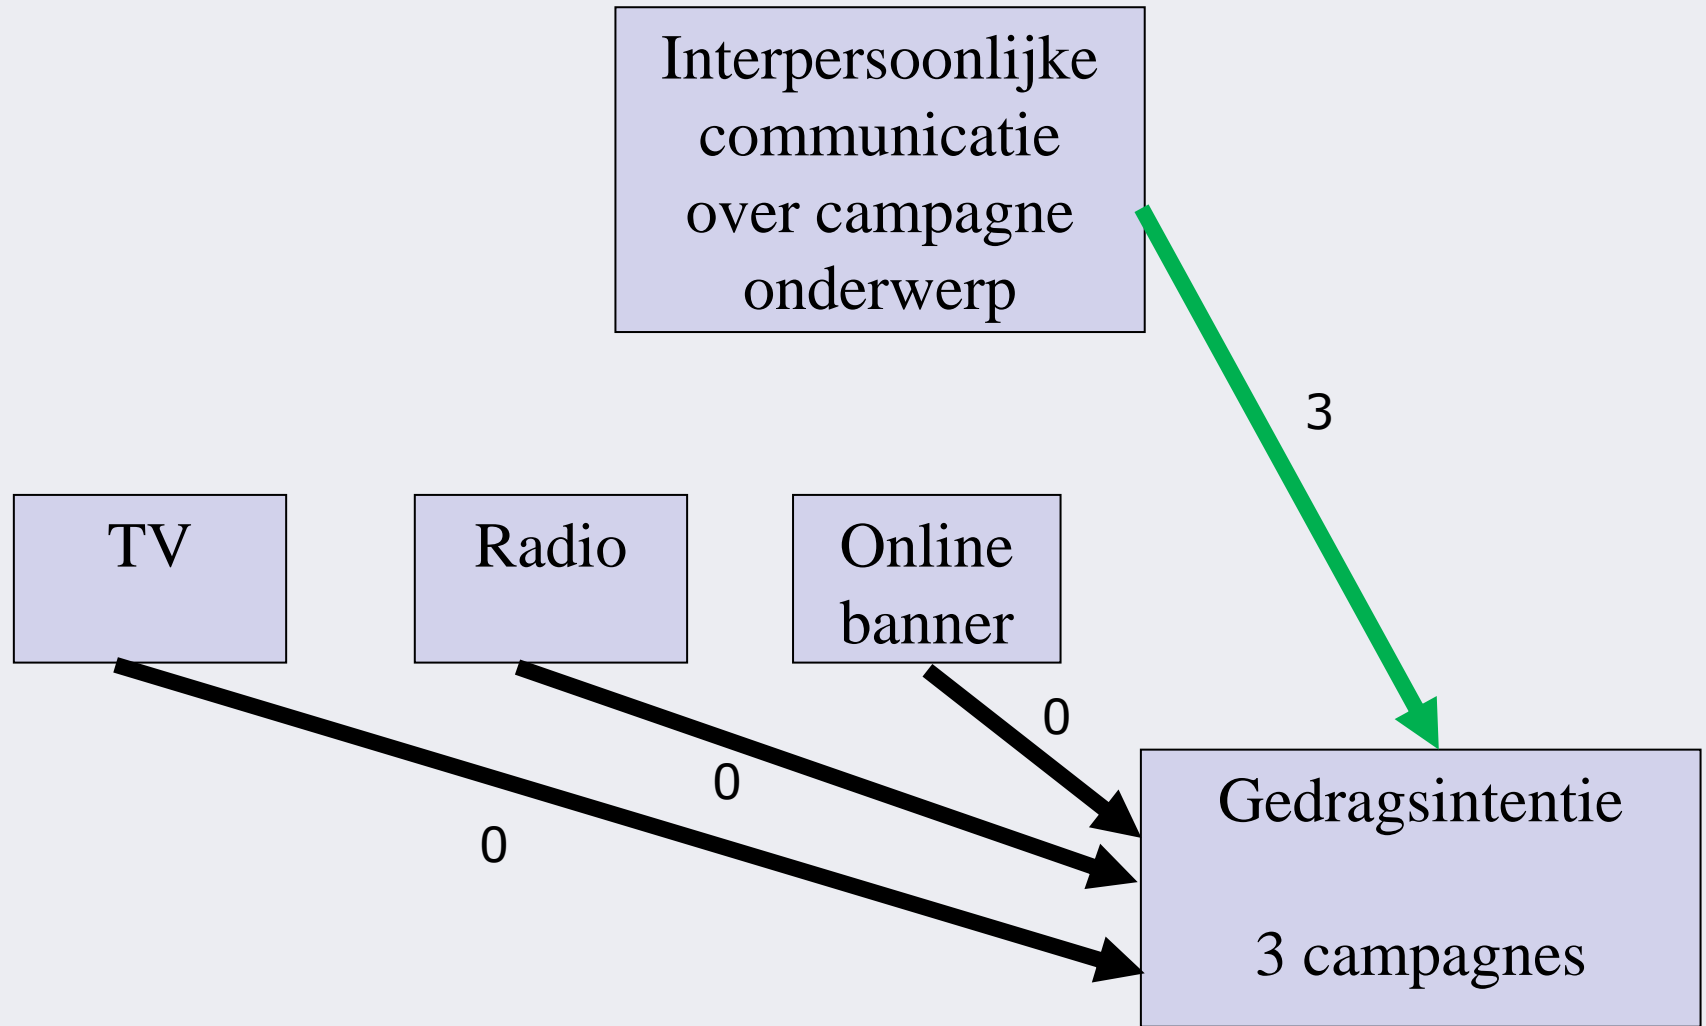 Interpersoonlijke
communicatie
over campagne
onderwerp
3
TV
Radio
Online
banner
0
0
0
Gedragsintentie
3 campagnes